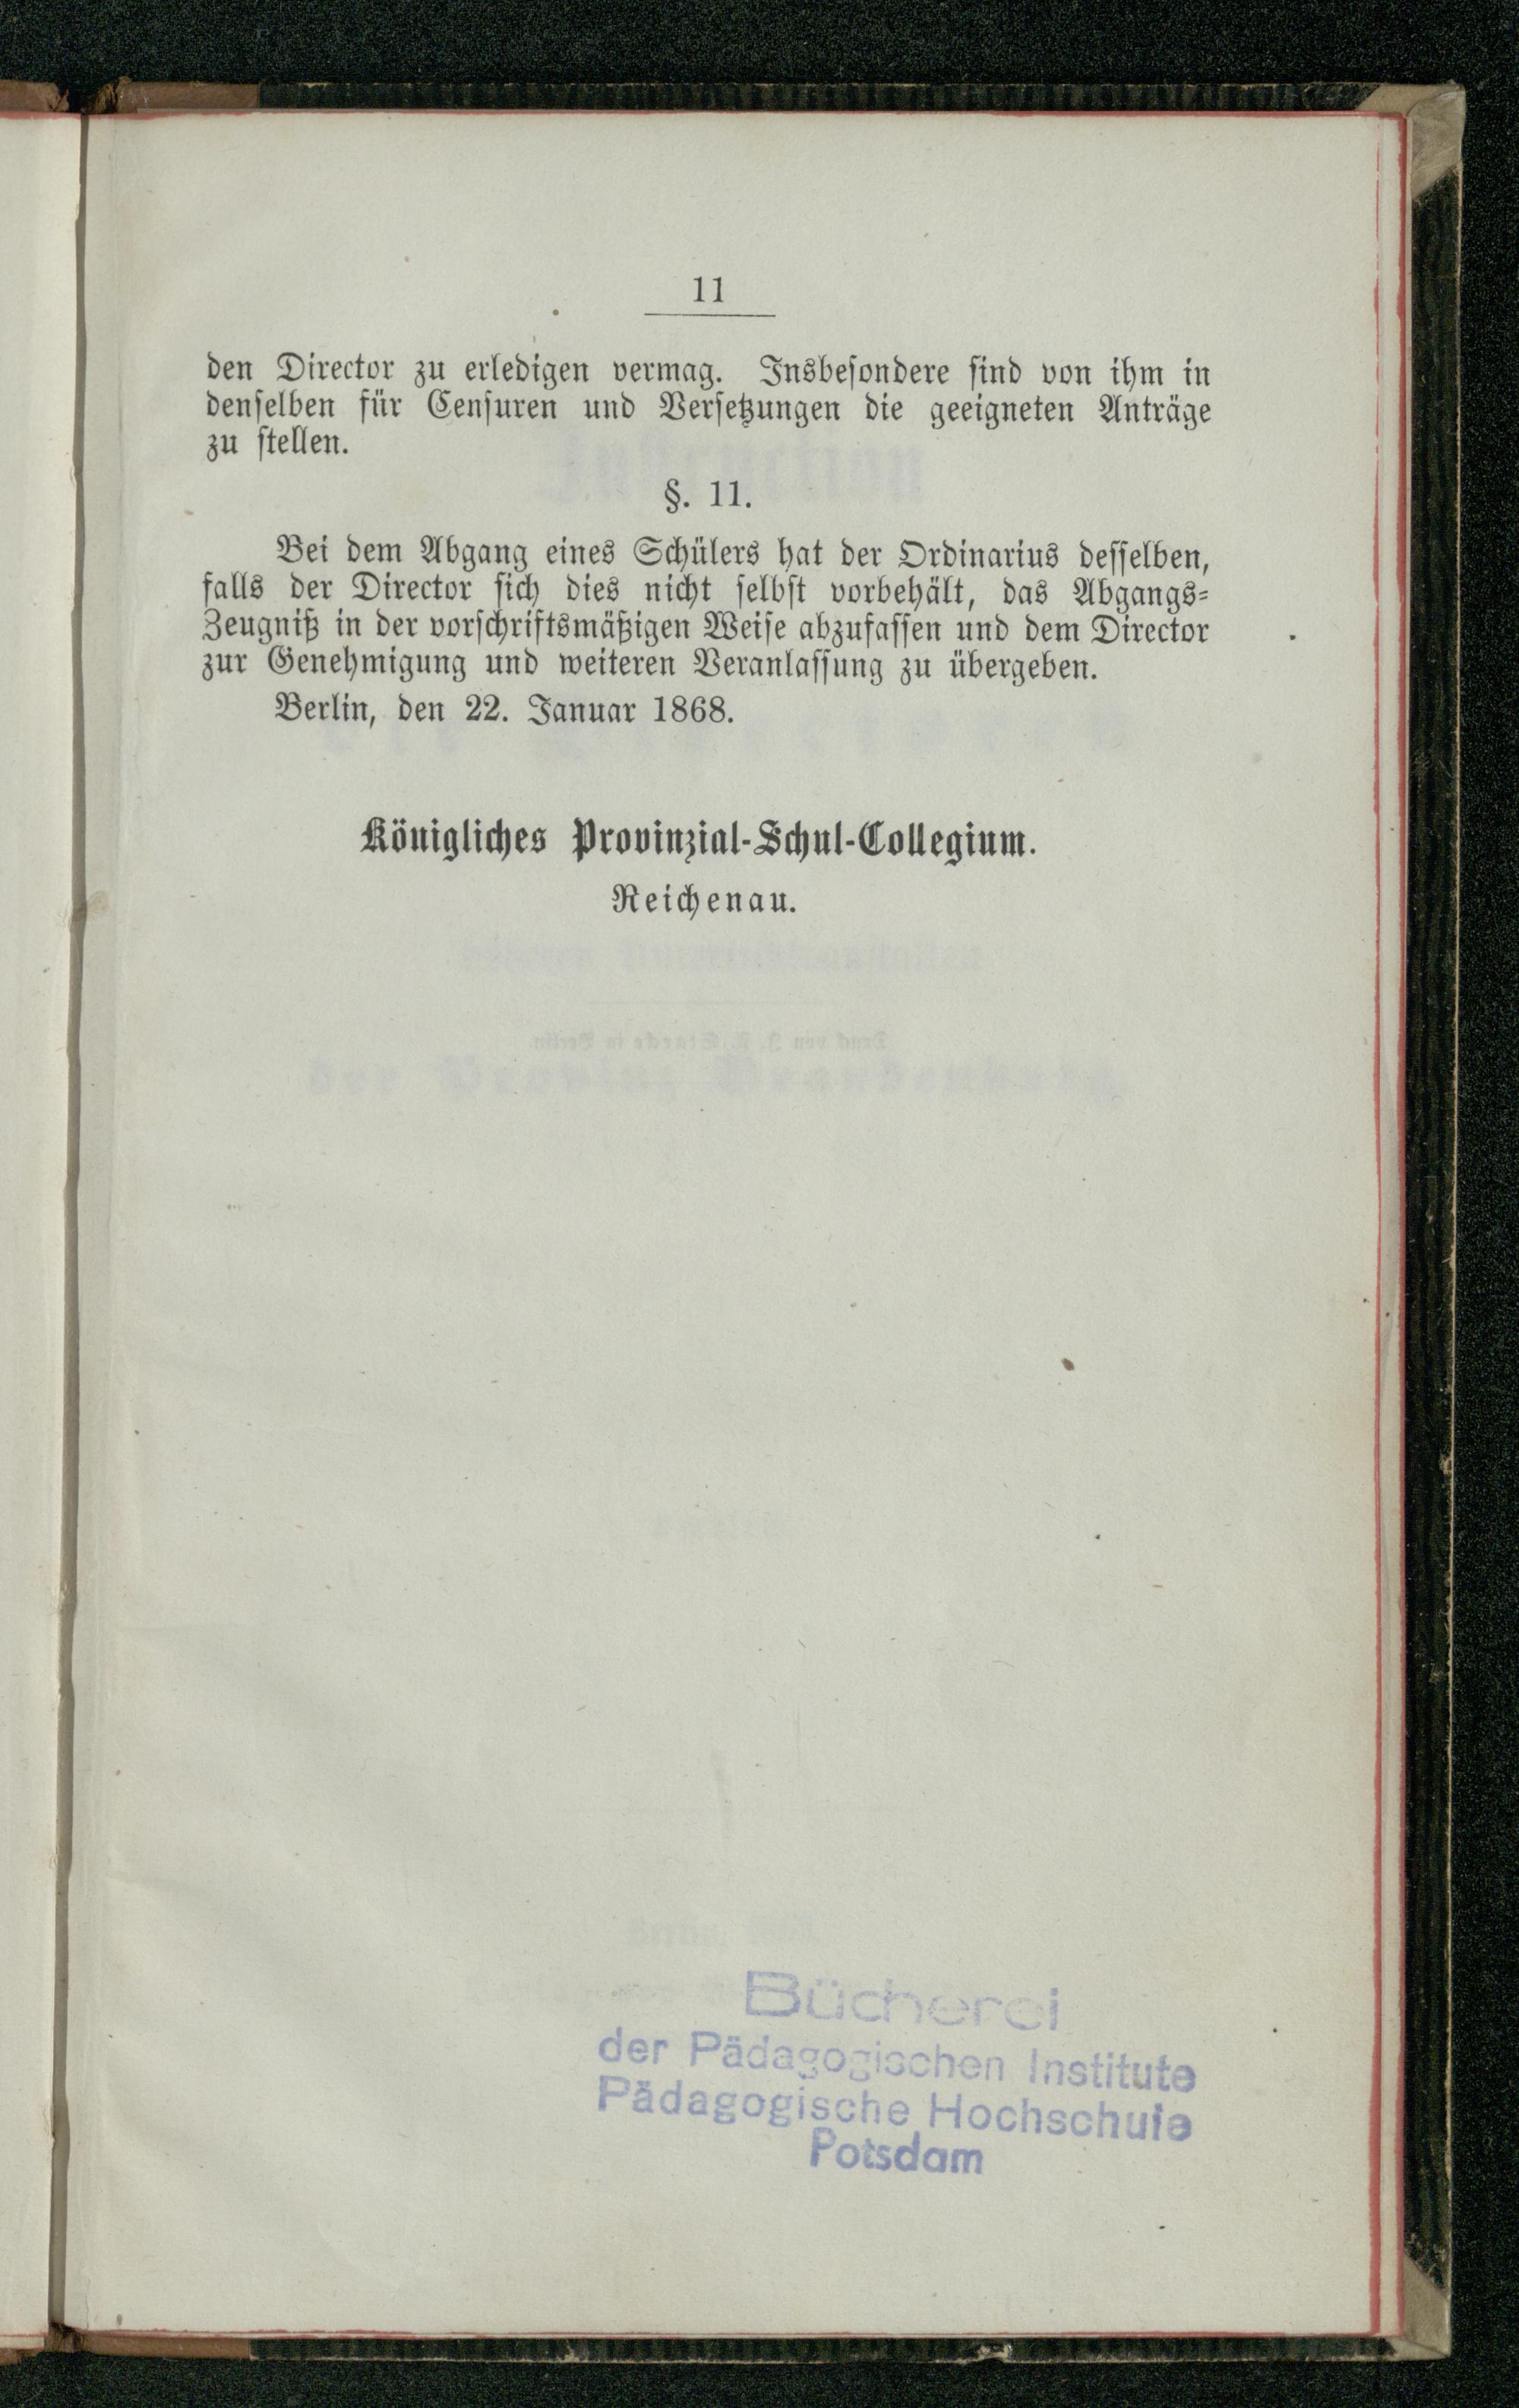 11
den Director zu erledigen vermag. Insbesondere sind von ihm in
denselben für Censuren und Versetzungen die geeigneten Anträge
zu stellen.
§. 11.
Bei dem Abgang eines Schülers hat der Ordinarius desselben,
falls der Director sich dies nicht selbst vorbehält, das Abgangs-
Zeugniß in der vorschriftsmäßigen Weise abzufassen und dem Director
zur Genehmigung und weiteren Veranlassung zu übergeben.
Berlin, den 22. Januar 1868.
Königliches Provinzial-Schul-Collegium.
Reichenau.
Bücherei
der Pädagogischen Institute
Pädagogische Hochschule
Potsdam